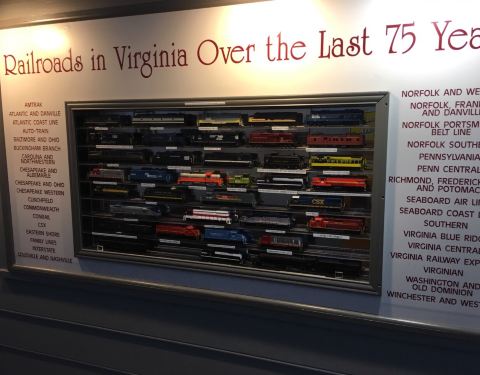 Railroads in Virginia Over the Last 75 Yea
AMTRAK
ATLANTIC AND DANVILLE
ATLANTIC COAST LINE
AUTO-TRAIN
BALTIMORE AND OHIO
BUCKINGHAM BRANCH
CAROLINA AND
NORTHWESTERN
CHESAPEAKE AND
ALBEMARLE
CHESAPEAKE AND OHIO
CHESAPEAKE WESTERN
CLINCHFIELD
COMMONWEALTH
CONRAIL
CSX
EASTERN SHORE
FAMILY LINES
INTERSTATE
LOUISVILLE AND NASHVILLE
CSX
NORFOLK AND WE
NORFOLK, FRANK
AND DANVILL
NORFOLK PORTSM
BELT LINE
NORFOLK SOUTHE
PENNSYLVANIA
PENN CENTRAL
RICHMOND, FREDERIC
AND POTOMAC
SEABOARD AIR LI
SEABOARD COAST L
SOUTHERN
VIRGINIA BLUE RIDG
VIRGINIA CENTRA
VIRGINIA RAILWAY EXP
VIRGINIAN
WASHINGTON AND
OLD DOMINION
WINCHESTER AND WEST